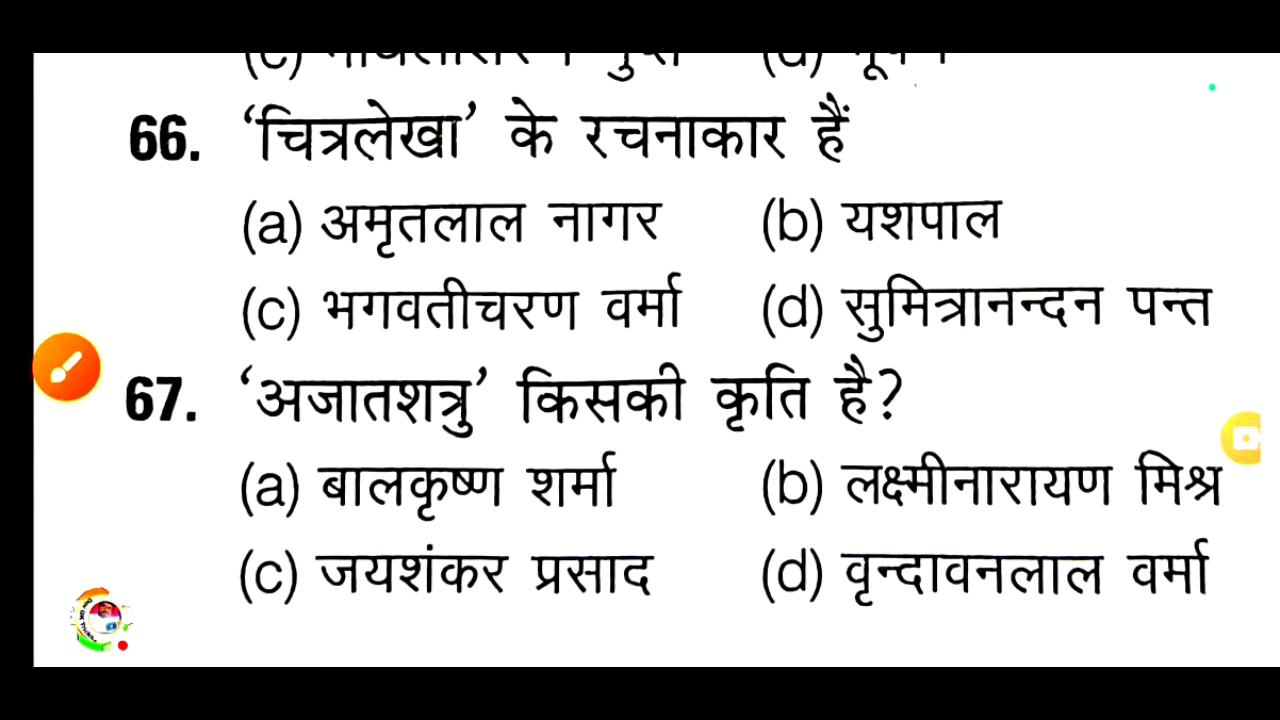 66. ‘चित्रलेखा’ के रचनाकार हैं
(a) अमृतलाल नागर (b) यशपाल
(c) भगवतीचरण वर्मा (d) सुमित्रानन्दन पन्त
67. ‘अजातशत्रु’ किसकी कृति है?
(a) बालकृष्ण शर्मा (b) लक्ष्मीनारायण मिश्र
(c) जयशंकर प्रसाद (d) वृन्दावनलाल वर्मा